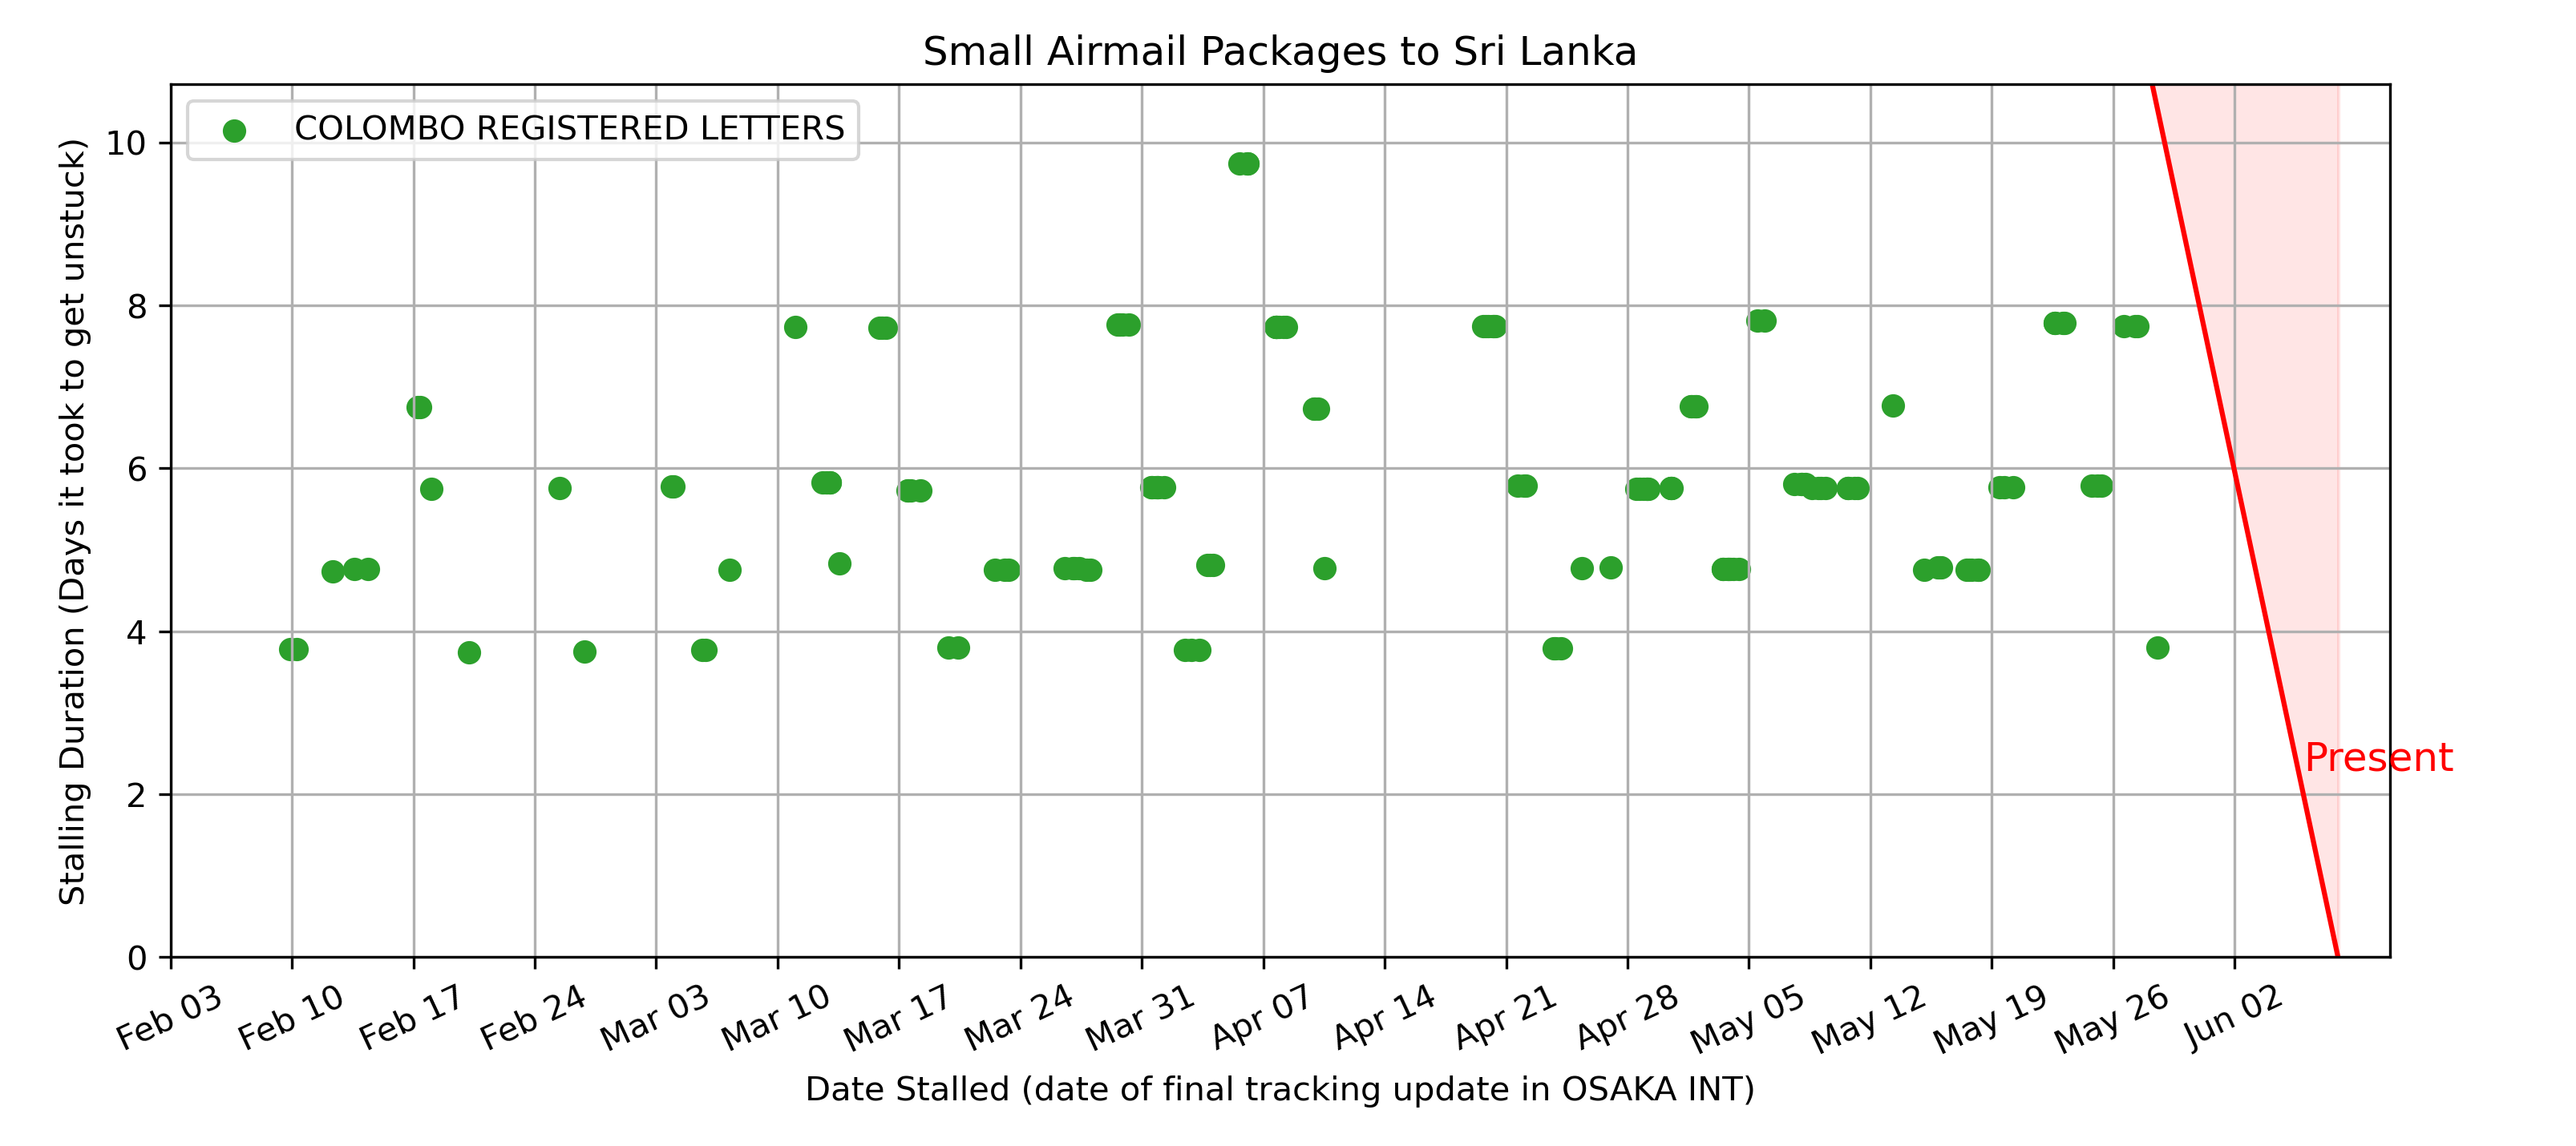 Small Airmail Packages to Sri Lanka
COLOMBO REGISTERED LETTERS
Stalling Duration (Days it took to get unstuck)
10
8
6
4
2
0
Present
Feb 03
Feb 10
Feb 17
Feb 24
Mar 03
Mar 10
Mar 17
Mar 24
Mar 31
Apr 07
Apr 14
Apr 21
Apr 28
May 05
May 12
May 19
May 26
Jun 02
Date Stalled (date of final tracking update in OSAKA INT)